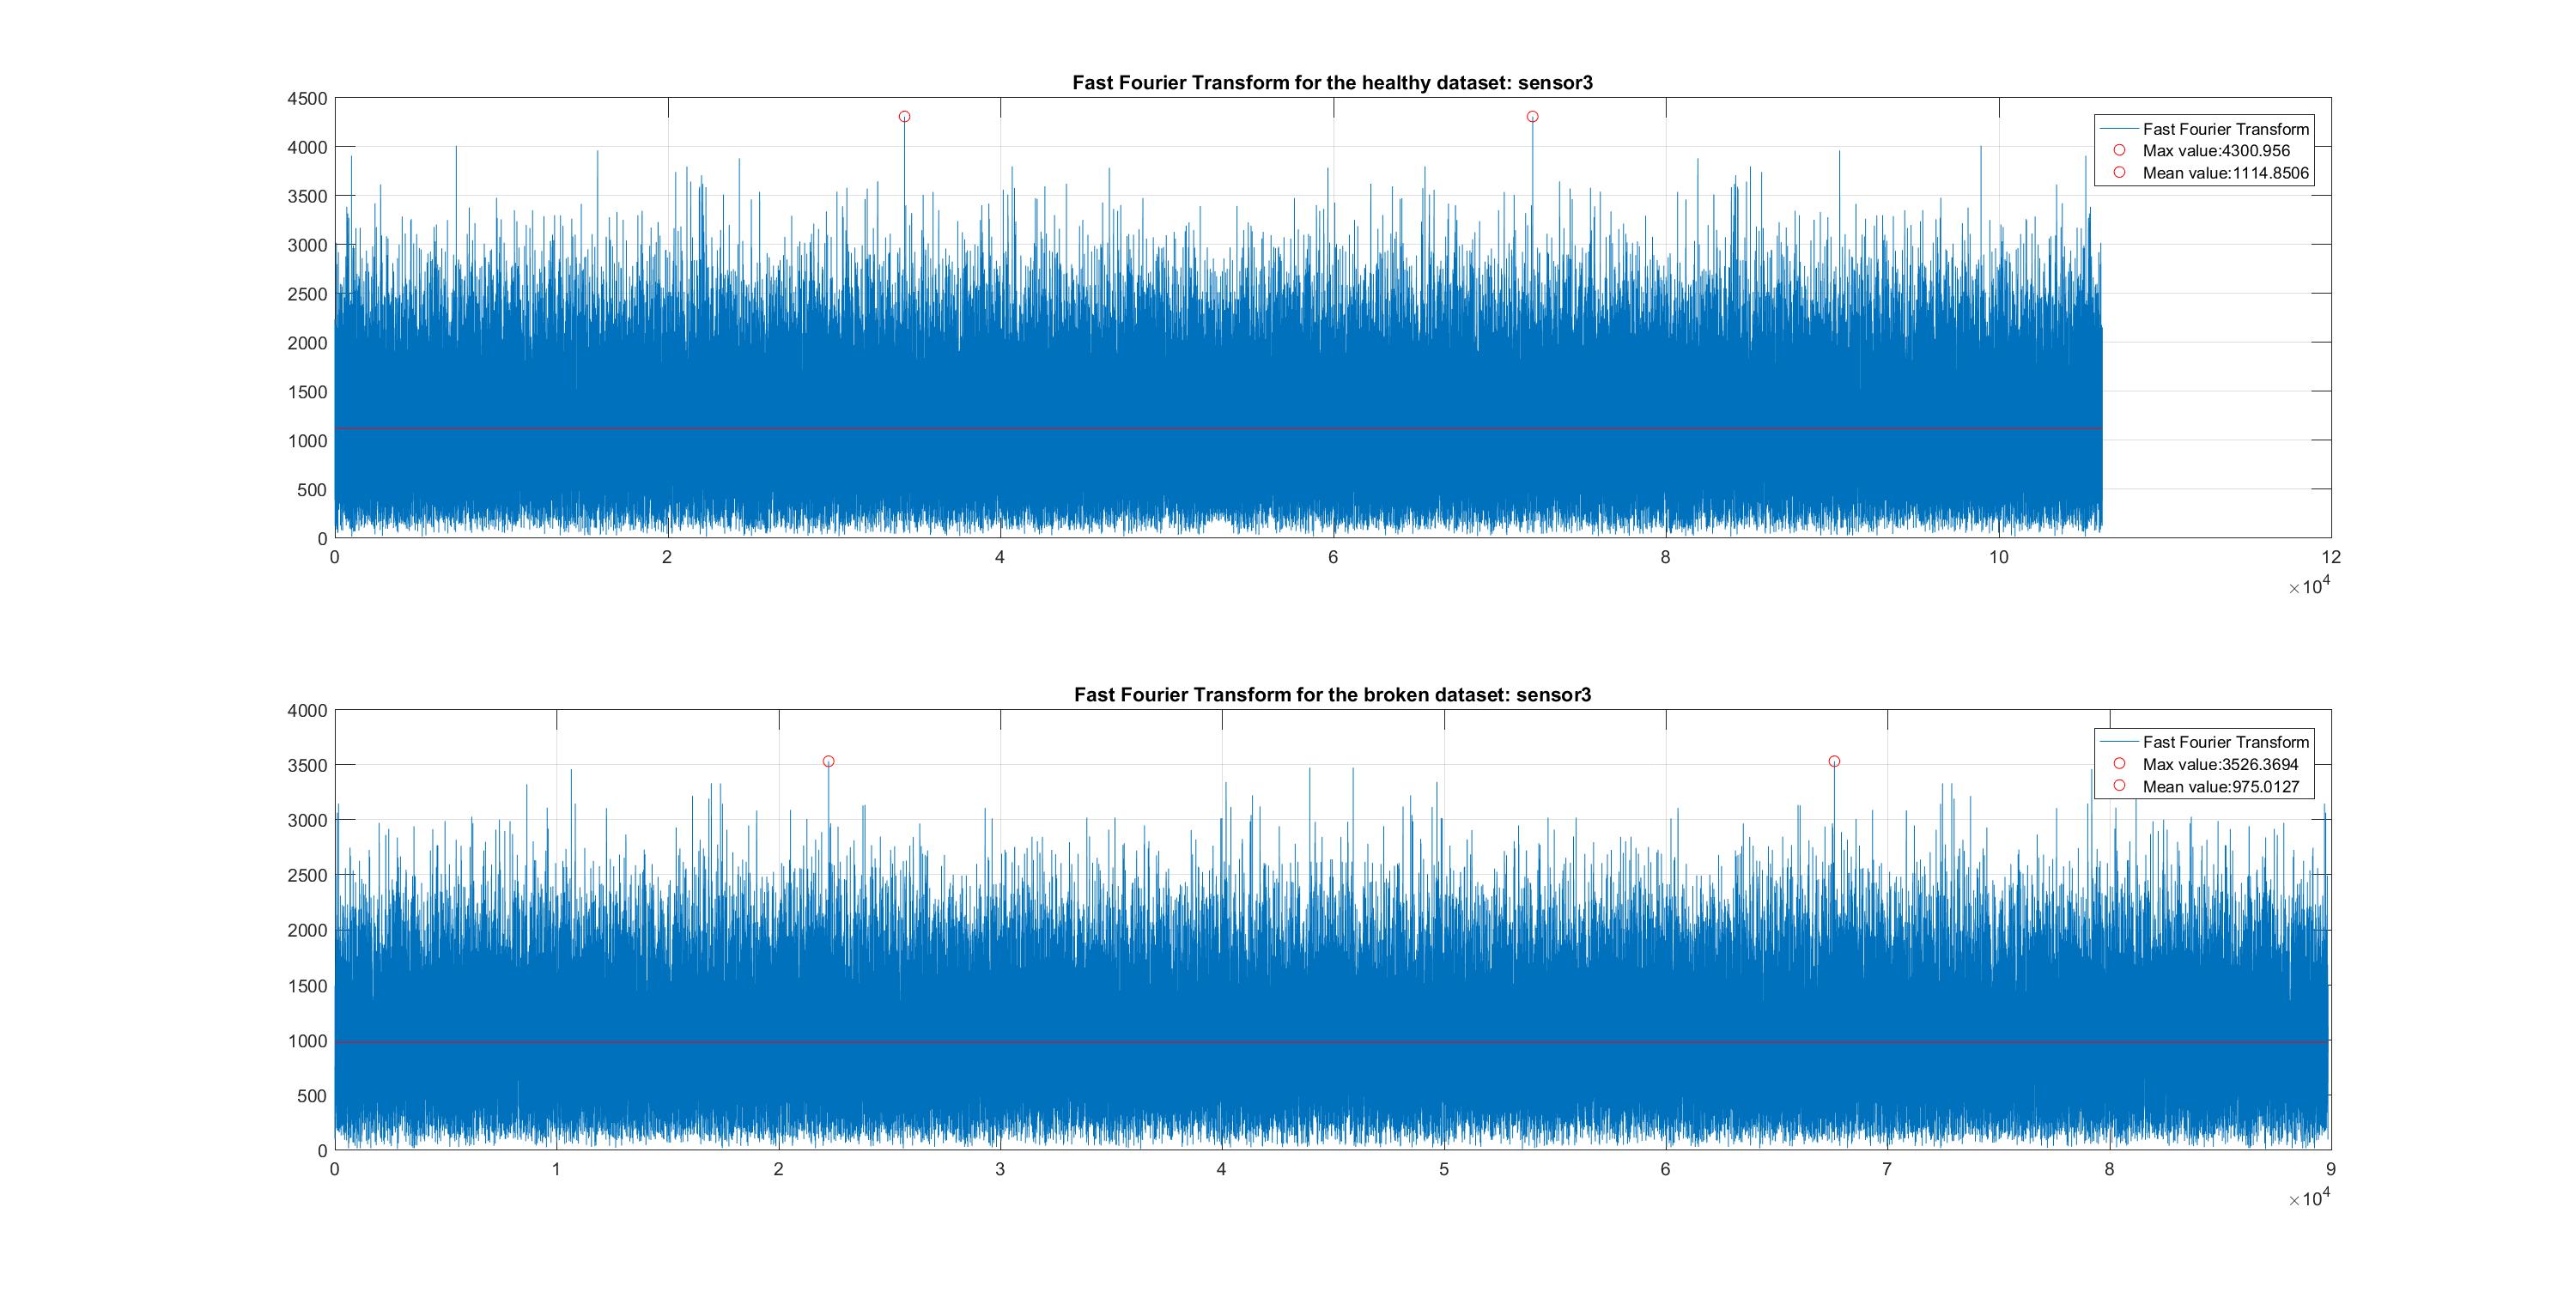 Fast Fourier Transform for the healthy dataset: sensor3
4500
4000
3500
3000
2500
2000
1500
1000
500
0
Fast Fourier Transform
Max value:4300.956
Mean value:1114.8506
0 2 4 6 8 10 12
×10^4
Fast Fourier Transform for the broken dataset: sensor3
4000
3500
3000
2500
2000
1500
1000
500
0
Fast Fourier Transform
Max value:3526.3694
Mean value:975.0127
0 1 2 3 4 5 6 7 8 9
×10^4